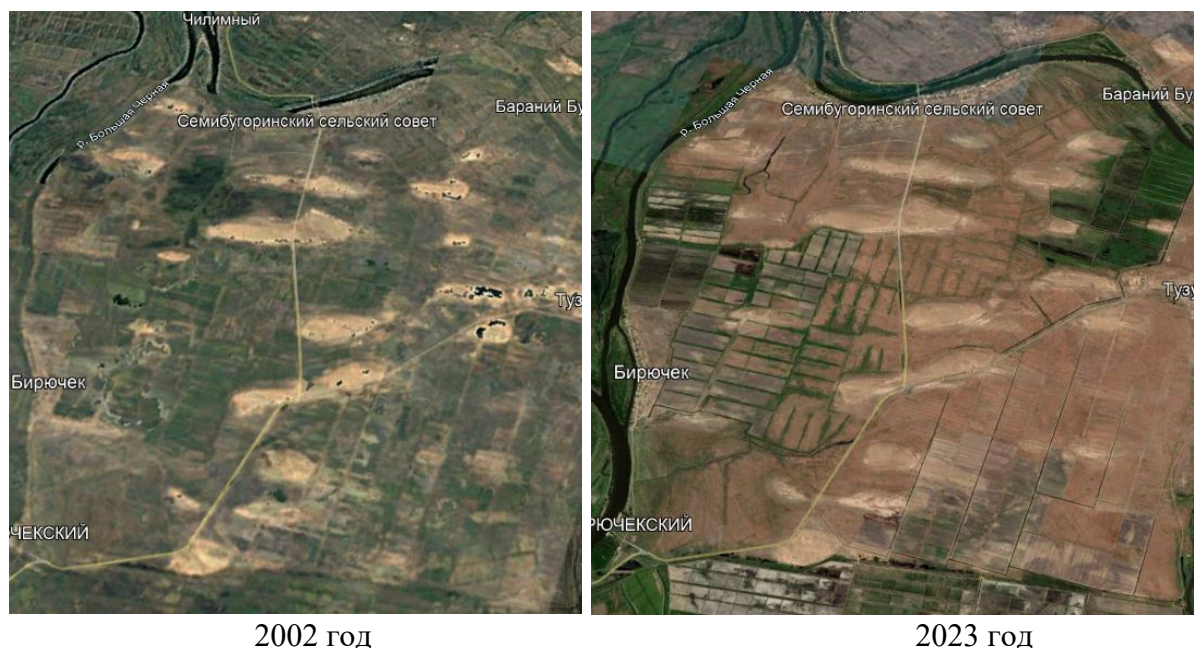 Чилимный
р. Большая Черная
Бараний Бу
Семибугоринский сельский совет
Туз
Бирючек
ЧЕКСКИЙ
2002 год
р. Большая Черная
Бараний Бу
Семибугоринский сельский совет
Тузу
Бирючек
РЮЧЕКСКИЙ
2023 год